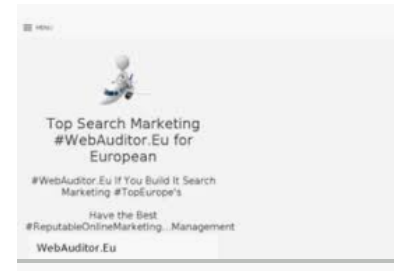 MENU
Top Search Marketing
#WebAuditor.Eu for
European
#WebAuditor.Eu If You Build It Search
Marketing #TopEurope's
Have the Best
#ReputableOnlineMarketing...Management
WebAuditor.Eu